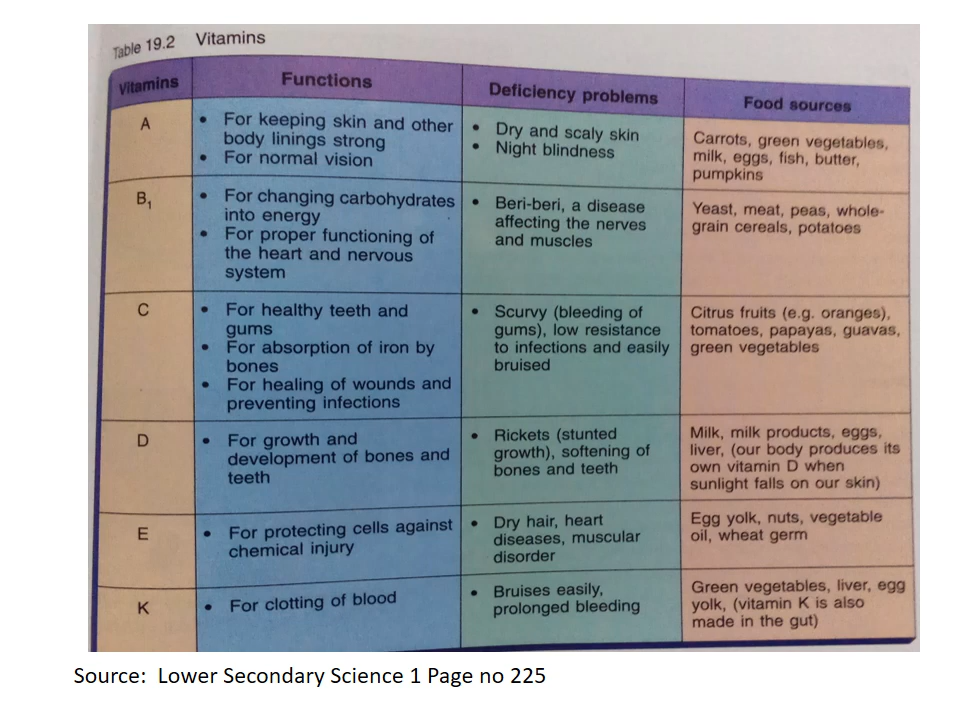 Table 19.2 Vitamins
Vitamins Functions Deficiency problems Food sources
A
• For keeping skin and other
body linings strong
• For normal vision
• Dry and scaly skin
• Night blindness
Carrots, green vegetables,
milk, eggs, fish, butter,
pumpkins
B₁
• For changing carbohydrates
into energy
• For proper functioning of
the heart and nervous
system
• Beri-beri, a disease
affecting the nerves
and muscles
Yeast, meat, peas, whole-
grain cereals, potatoes
C
• For healthy teeth and
gums
• For absorption of iron by
bones
• For healing of wounds and
preventing infections
• Scurvy (bleeding of
gums), low resistance
to infections and easily
bruised
Citrus fruits (e.g. oranges),
tomatoes, papayas, guavas,
green vegetables
D
• For growth and
development of bones and
teeth
• Rickets (stunted
growth), softening of
bones and teeth
Milk, milk products, eggs,
liver, (our body produces its
own vitamin D when
sunlight falls on our skin)
E
• For protecting cells against
chemical injury
• Dry hair, heart
diseases, muscular
disorder
Egg yolk, nuts, vegetable
oil, wheat germ
K
• For clotting of blood
• Bruises easily,
prolonged bleeding
Green vegetables, liver, egg
yolk, (vitamin K is also
made in the gut)
Source: Lower Secondary Science 1 Page no 225